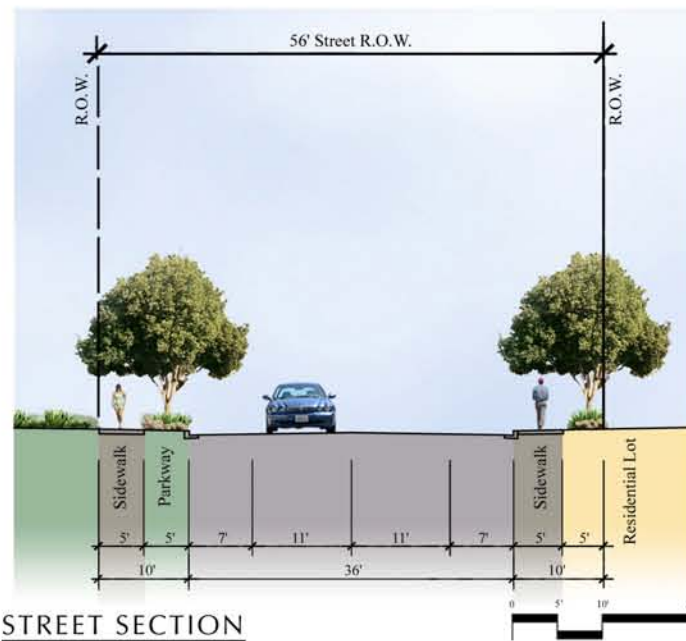 56' Street R.O.W.
R.O.W.
R.O.W.
Sidewalk
Parkway
Sidewalk
Residential Lot
5' 5' 7' 11' 11' 7' 5' 5'
10' 36' 10'
STREET SECTION
0 5' 10'